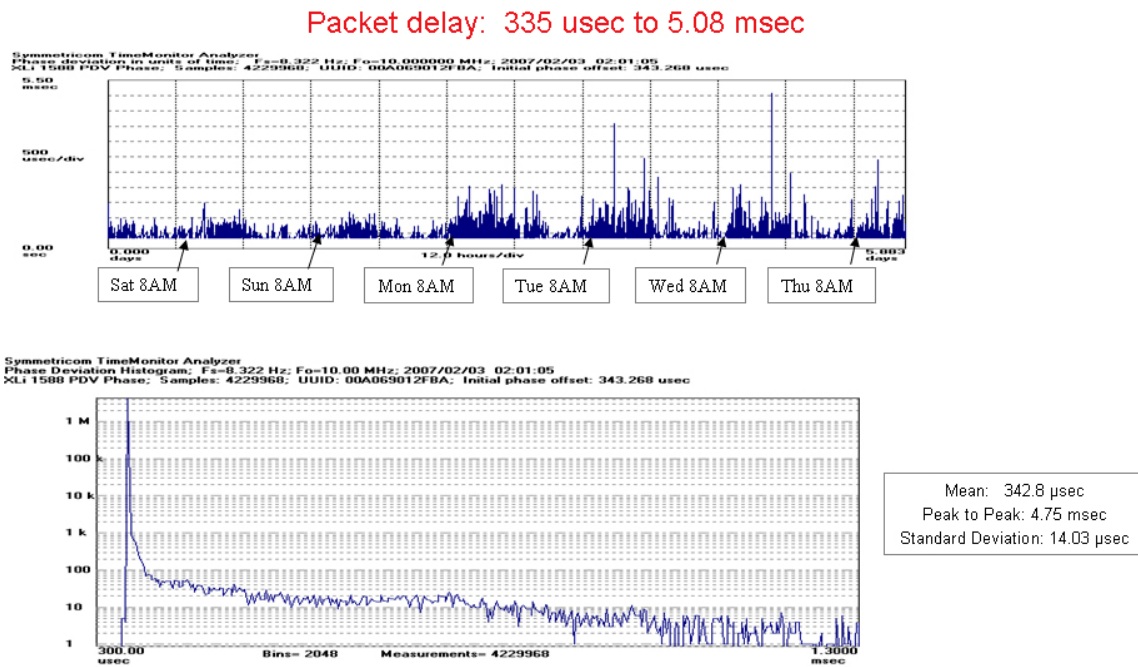 Packet delay: 335 usec to 5.08 msec
Symmetricom TimeMonitor Analyzer
Phase deviation in units of time; Fs=8.322 Hz; Fo=10.000000 MHz; 2007/02/03 02:01:05
XLi 1588 PDV Phase; Samples: 4229968; UUID: 00A069012FBA; Initial phase offset: 343.268 usec
5.50
msec
500
usec/div
0.00
sec
0.000
days
12.0 hours/div
5.883
days
Sat 8AM
Sun 8AM
Mon 8AM
Tue 8AM
Wed 8AM
Thu 8AM
Symmetricom TimeMonitor Analyzer
Phase Deviation Histogram; Fs=8.322 Hz; Fo=10.00 MHz; 2007/02/03 02:01:05
XLi 1588 PDV Phase; Samples: 4229968; UUID: 00A069012FBA; Initial phase offset: 343.268 usec
1 M
100 k
10 k
1 k
100
10
1
300.00
usec
Bins= 2048
Measurements= 4229968
1.3000
msec
Mean: 342.8 µsec
Peak to Peak: 4.75 msec
Standard Deviation: 14.03 µsec